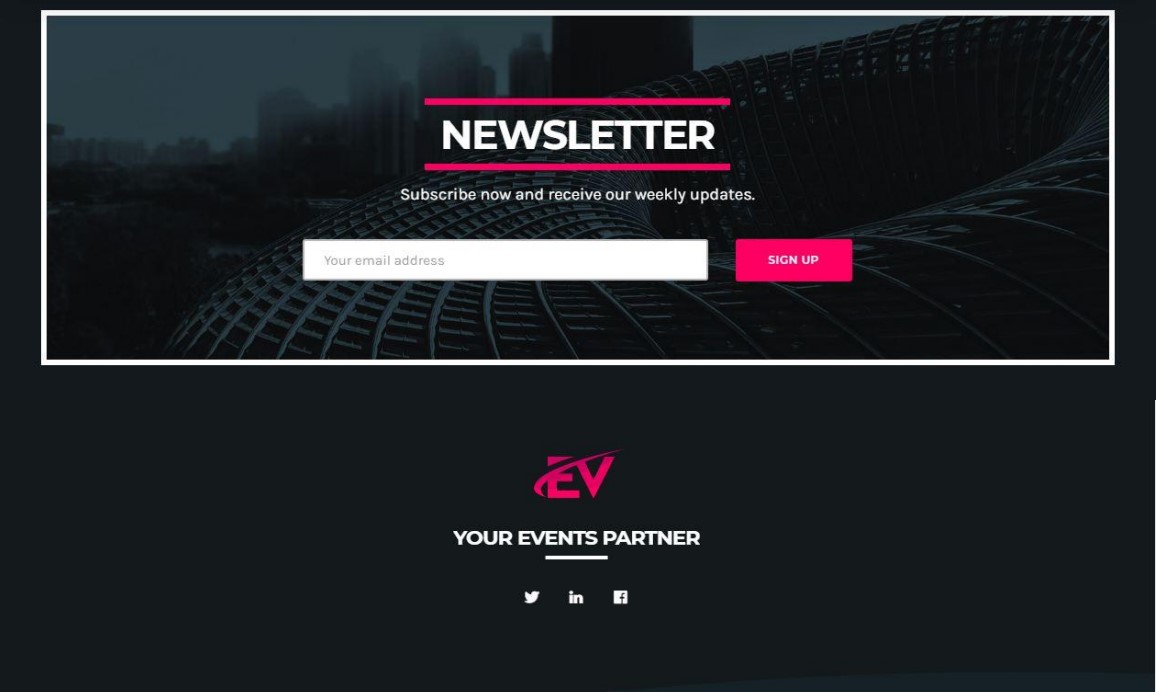 NEWSLETTER
Subscribe now and receive our weekly updates.
Your email address
SIGN UP
EV
YOUR EVENTS PARTNER
in
f